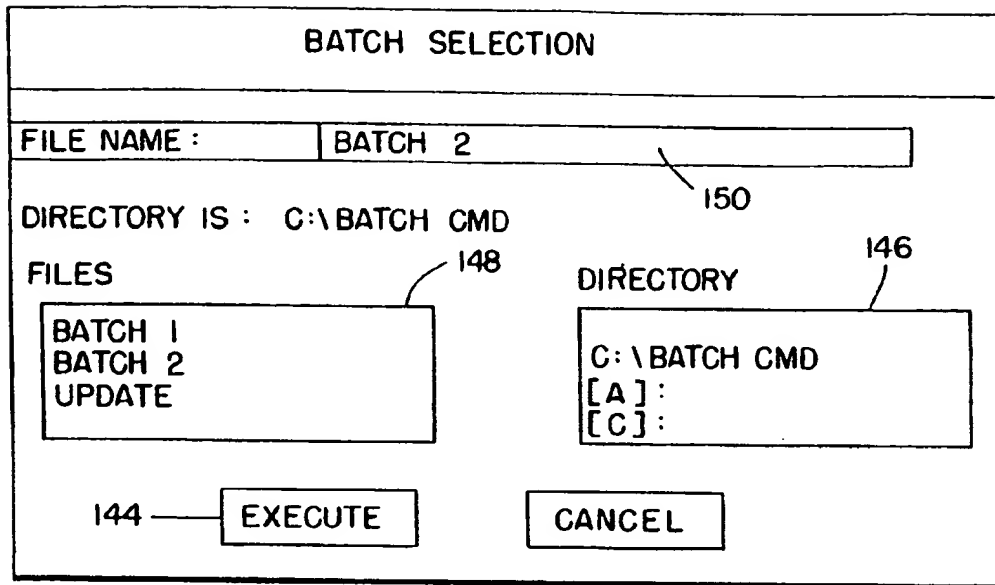 BATCH SELECTION
FILE NAME : BATCH 2
150
DIRECTORY IS : C:\BATCH CMD
FILES
148
DIRECTORY
146
BATCH 1
BATCH 2
UPDATE
C:\BATCH CMD
[A] :
[C] :
144
EXECUTE
CANCEL